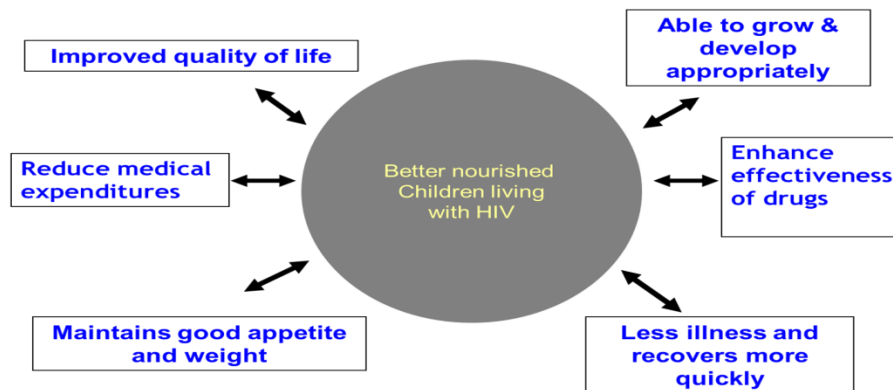 Improved quality of life
Able to grow &
develop
appropriately
Reduce medical
expenditures
Better nourished
Children living
with HIV
Enhance
effectiveness
of drugs
Maintains good appetite
and weight
Less illness and
recovers more
quickly